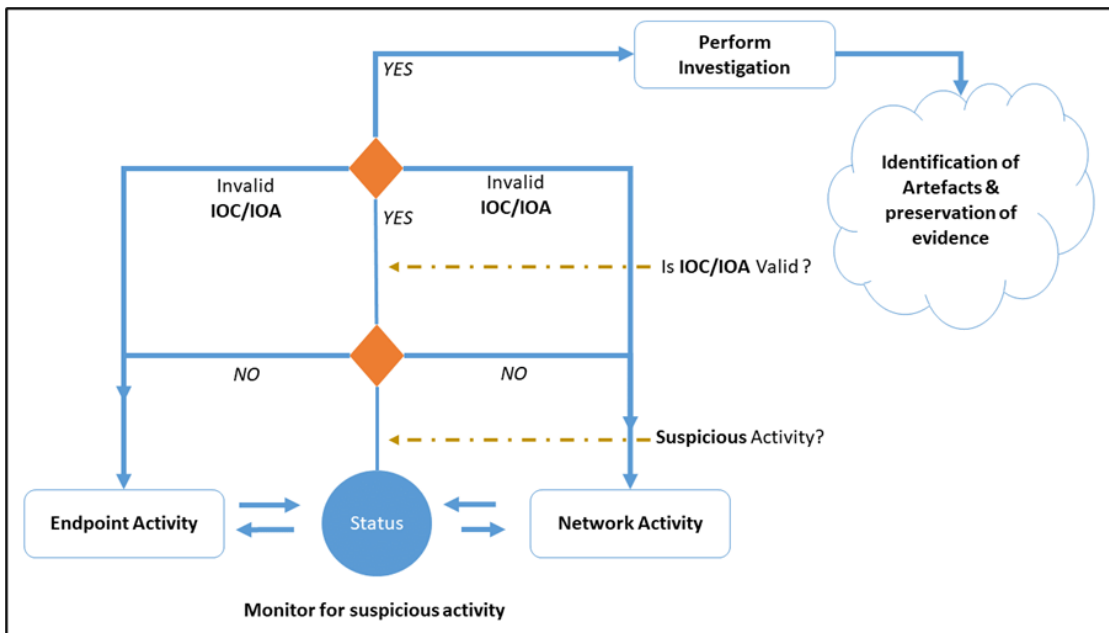 Perform
Investigation
YES
Identification of
Artefacts &
preservation of
evidence
Invalid
IOC/IOA
Invalid
IOC/IOA
YES
Is IOC/IOA Valid ?
NO
NO
Suspicious Activity?
Endpoint Activity
Status
Network Activity
Monitor for suspicious activity